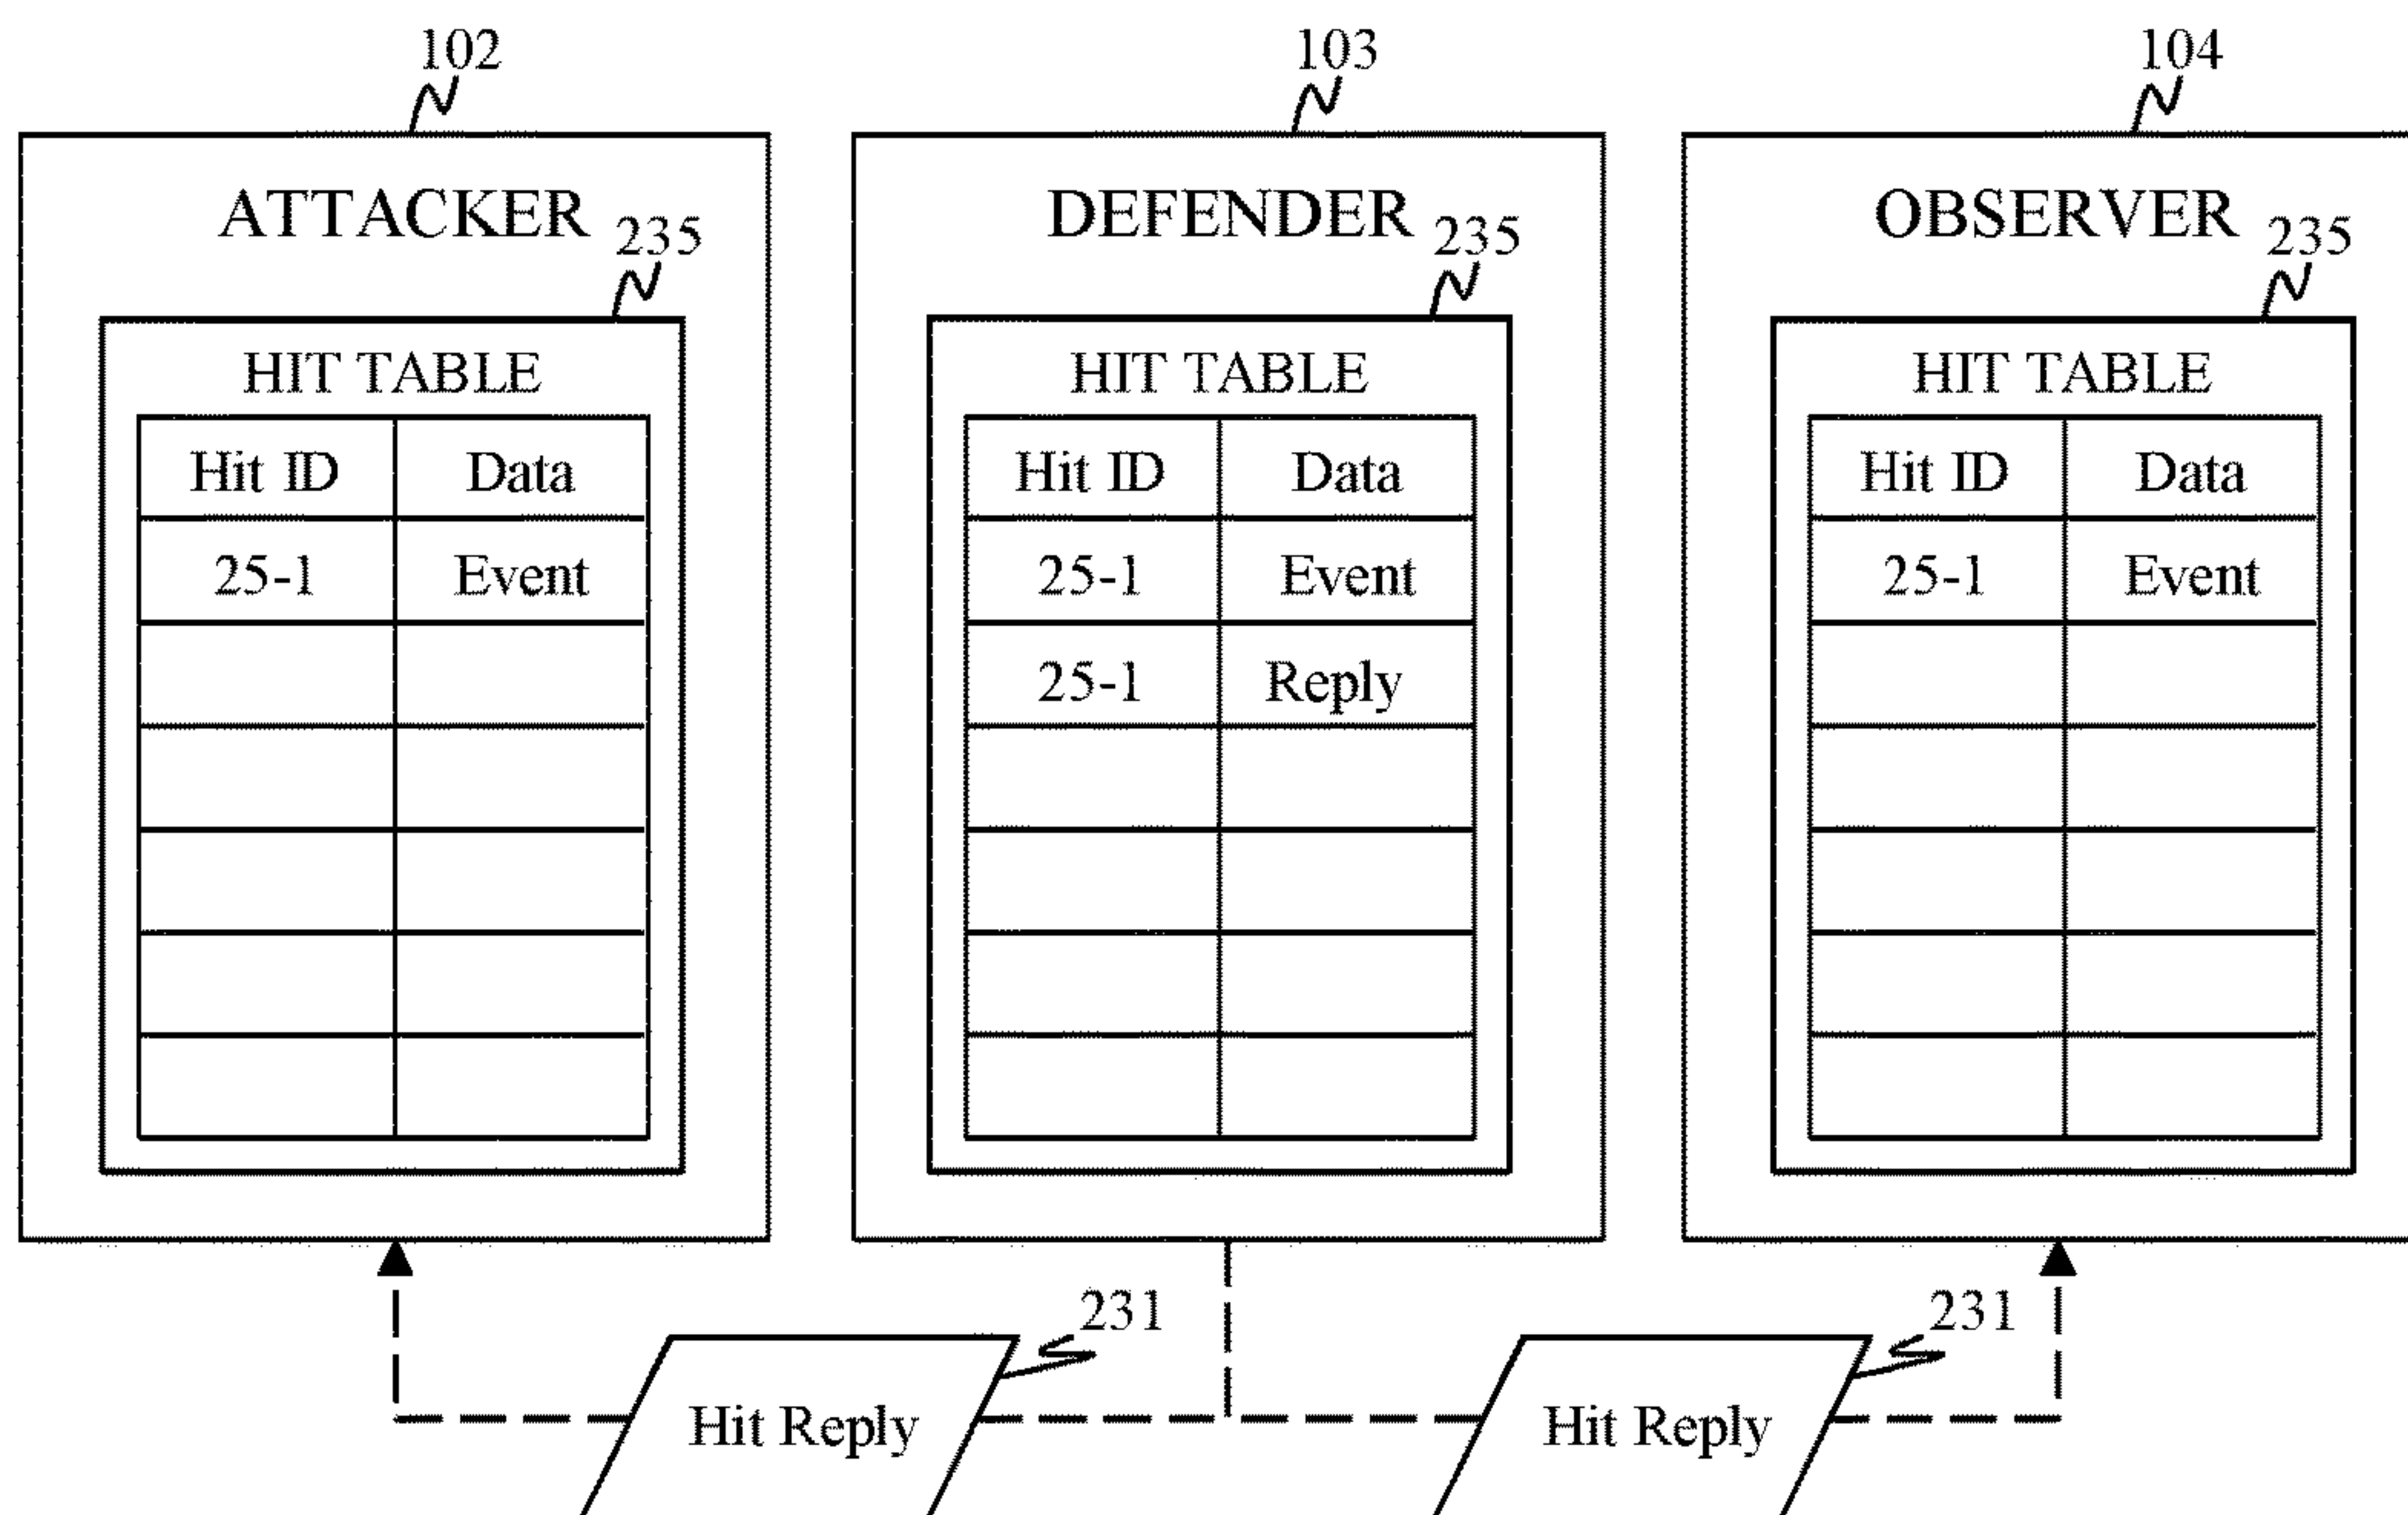 102 103 104
ATTACKER DEFENDER OBSERVER
235 235 235
HIT TABLE HIT TABLE HIT TABLE
Hit ID Data Hit ID Data Hit ID Data
25-1 Event 25-1 Event 25-1 Event
25-1 Reply
231 231
Hit Reply Hit Reply